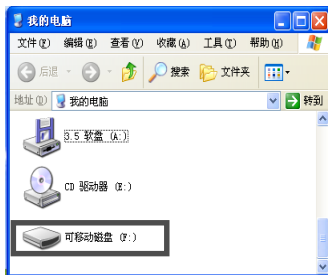 我的电脑
文件(F) 编辑(E) 查看(V) 收藏(A) 工具(T) 帮助(H)
后退 搜索 文件夹
地址(D) 我的电脑 转到
3.5 软盘 (A:)
CD 驱动器 (E:)
可移动磁盘 (F:)